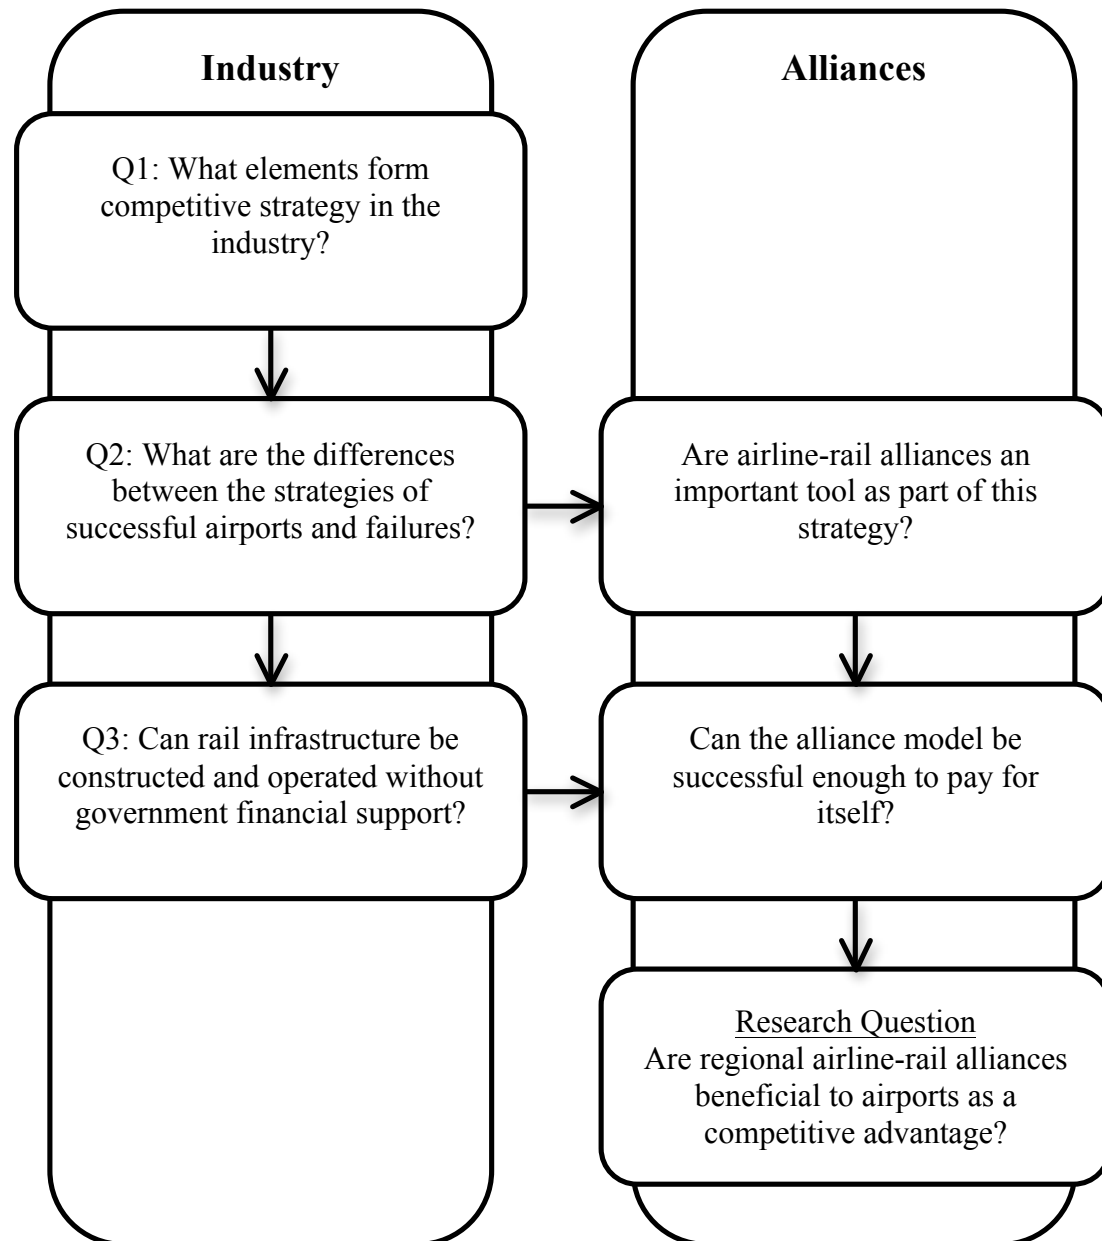 Industry
Q1: What elements form
competitive strategy in the
industry?
Q2: What are the differences
between the strategies of
successful airports and failures?
Q3: Can rail infrastructure be
constructed and operated without
government financial support?
Alliances
Are airline-rail alliances an
important tool as part of this
strategy?
Can the alliance model be
successful enough to pay for
itself?
Research Question
Are regional airline-rail alliances
beneficial to airports as a
competitive advantage?